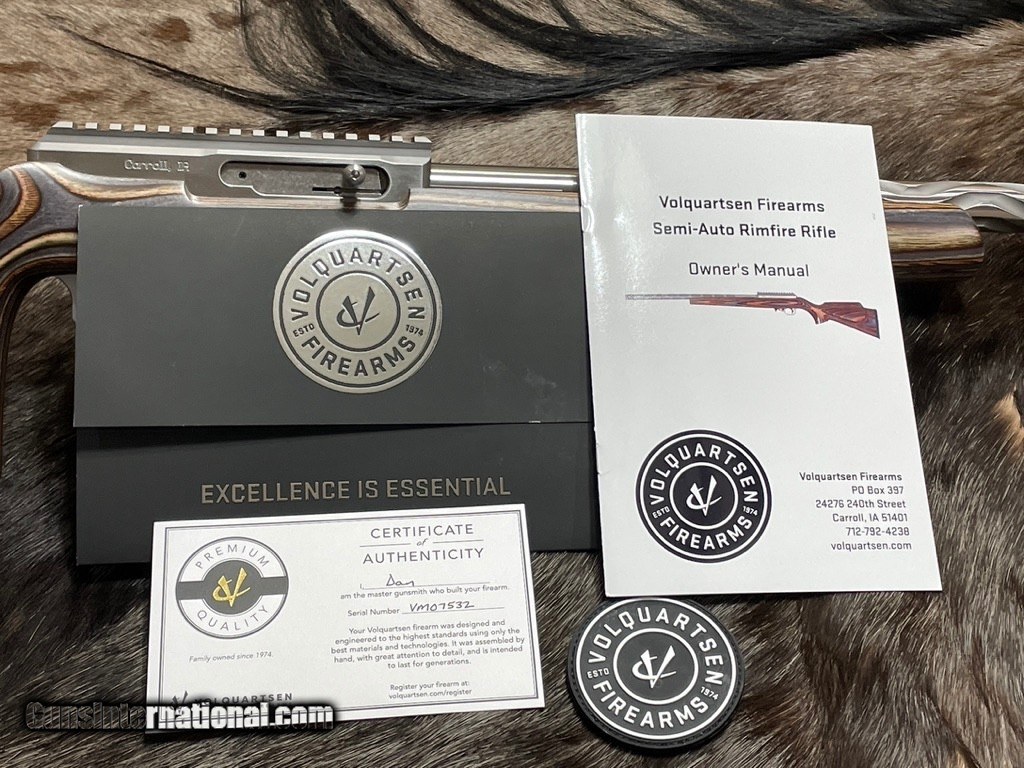 Carroll, IA
VOLQUARTSEN
FIREARMS
ESTD
1974
EXCELLENCE IS ESSENTIAL
Volquartsen Firearms
Semi-Auto Rimfire Rifle
Owner's Manual
VOLQUARTSEN
FIREARMS
ESTD
1974
Volquartsen Firearms
PO Box 397
24276 240th Street
Carroll, IA 51401
712-792-4238
volquartsen.com
PREMIUM
QUALITY
Family owned since 1974.
CERTIFICATE
of
AUTHENTICITY
I, Dan
am the master gunsmith who built your firearm.
Serial Number VM07532
Your Volquartsen firearm was designed and
engineered to the highest standards using only the
best materials and technologies. It was assembled by
hand, with great attention to detail, and is intended
to last for generations.
Register your firearm at:
volquartsen.com/register
VOLQUARTSEN
VOLQUARTSEN
FIREARMS
ESTD
1974
GunsInternational.com